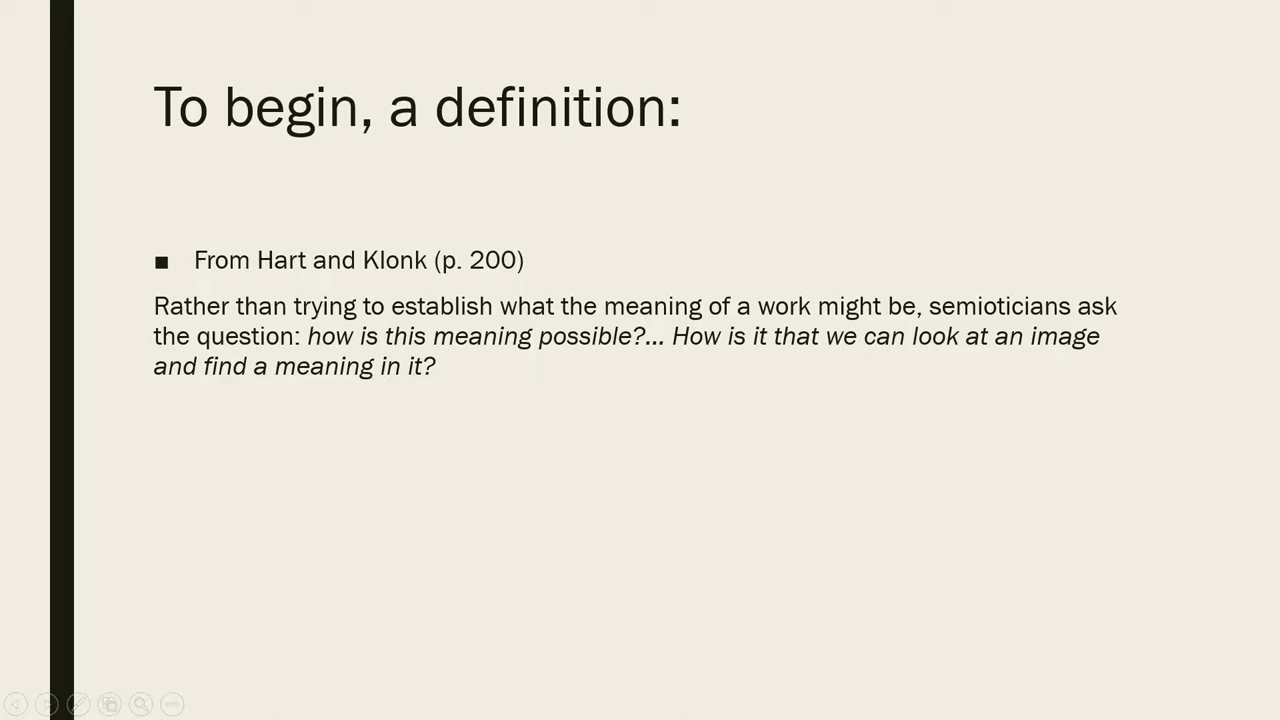 To begin, a definition:
■ From Hart and Klonk (p. 200)
Rather than trying to establish what the meaning of a work might be, semioticians ask
the question: how is this meaning possible?... How is it that we can look at an image
and find a meaning in it?